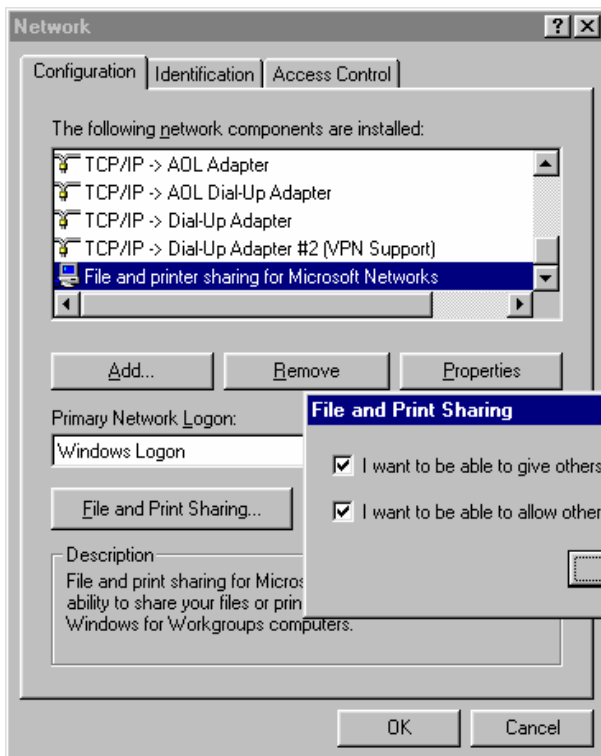 Network
Configuration Identification Access Control
The following network components are installed:
TCP/IP -> AOL Adapter
TCP/IP -> AOL Dial-Up Adapter
TCP/IP -> Dial-Up Adapter
TCP/IP -> Dial-Up Adapter #2 (VPN Support)
File and printer sharing for Microsoft Networks
Add... Remove Properties
Primary Network Logon:
Windows Logon
File and Print Sharing...
File and Print Sharing
I want to be able to give others
I want to be able to allow other
Description
File and print sharing for Micros
ability to share your files or prin
Windows for Workgroups computers.
OK Cancel